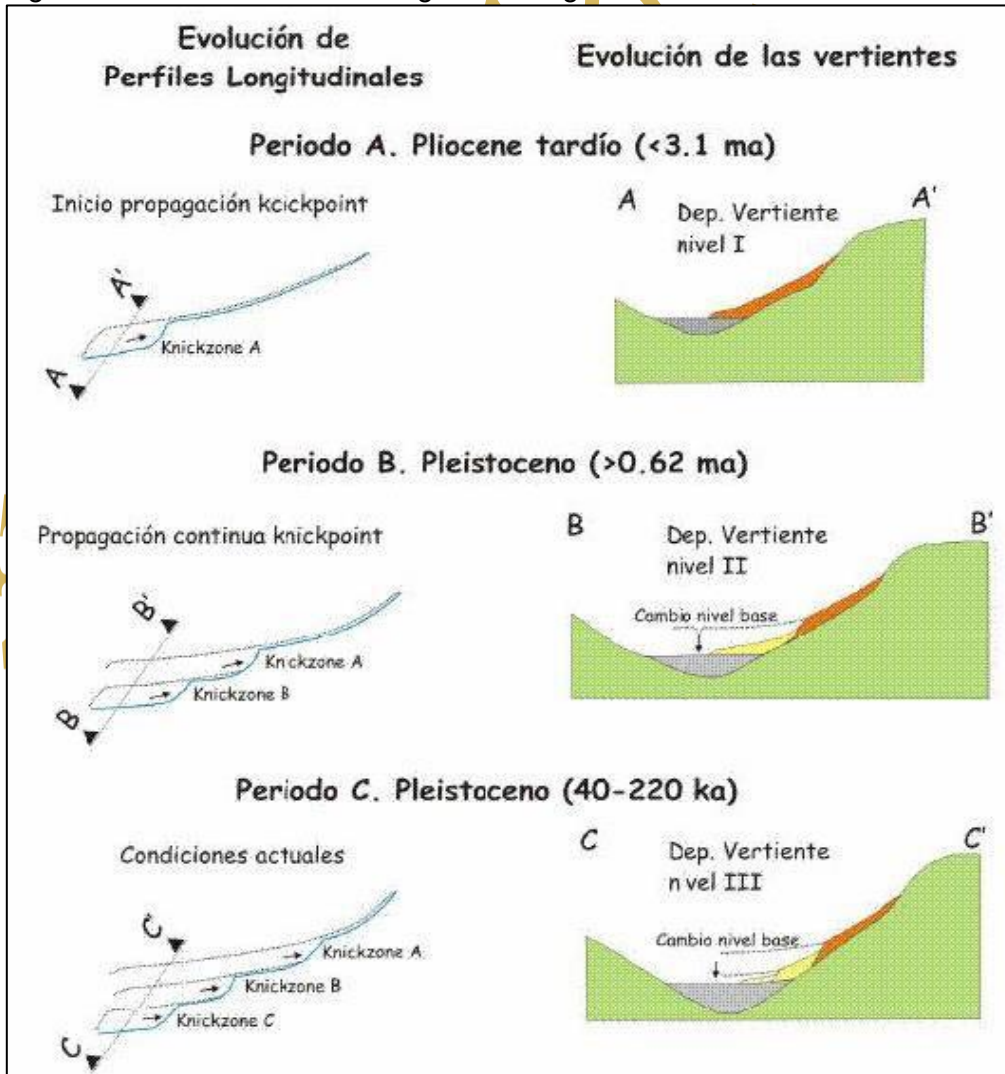 Evolución de
Perfiles Longitudinales
Evolución de las vertientes
Periodo A. Pliocene tardío (<3.1 ma)
Inicio propagación kcickpoint
A'
Knickzone A
A
A
A'
Dep. Vertiente
nivel I
Periodo B. Pleistoceno (>0.62 ma)
Propagación continua knickpoint
B'
Knickzone A
Knickzone B
B
B
B'
Dep. Vertiente
nivel II
Cambio nivel base
Periodo C. Pleistoceno (40-220 ka)
Condiciones actuales
C'
Knickzone A
Knickzone B
Knickzone C
C
C
C'
Dep. Vertiente
nivel III
Cambio nivel base